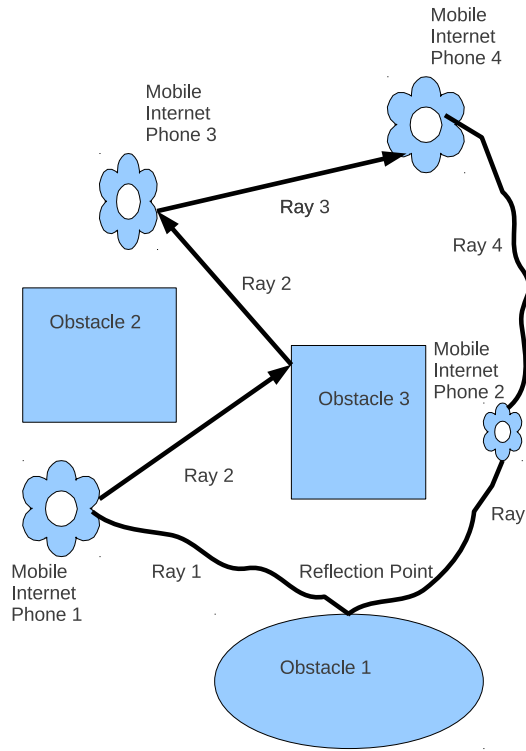 Mobile
Internet
Phone 4
Mobile
Internet
Phone 3
Ray 3
Ray 4
Ray 2
Obstacle 2
Mobile
Internet
Phone 2
Obstacle 3
Ray 2
Ray
Mobile
Internet
Phone 1
Ray 1
Reflection Point
Obstacle 1